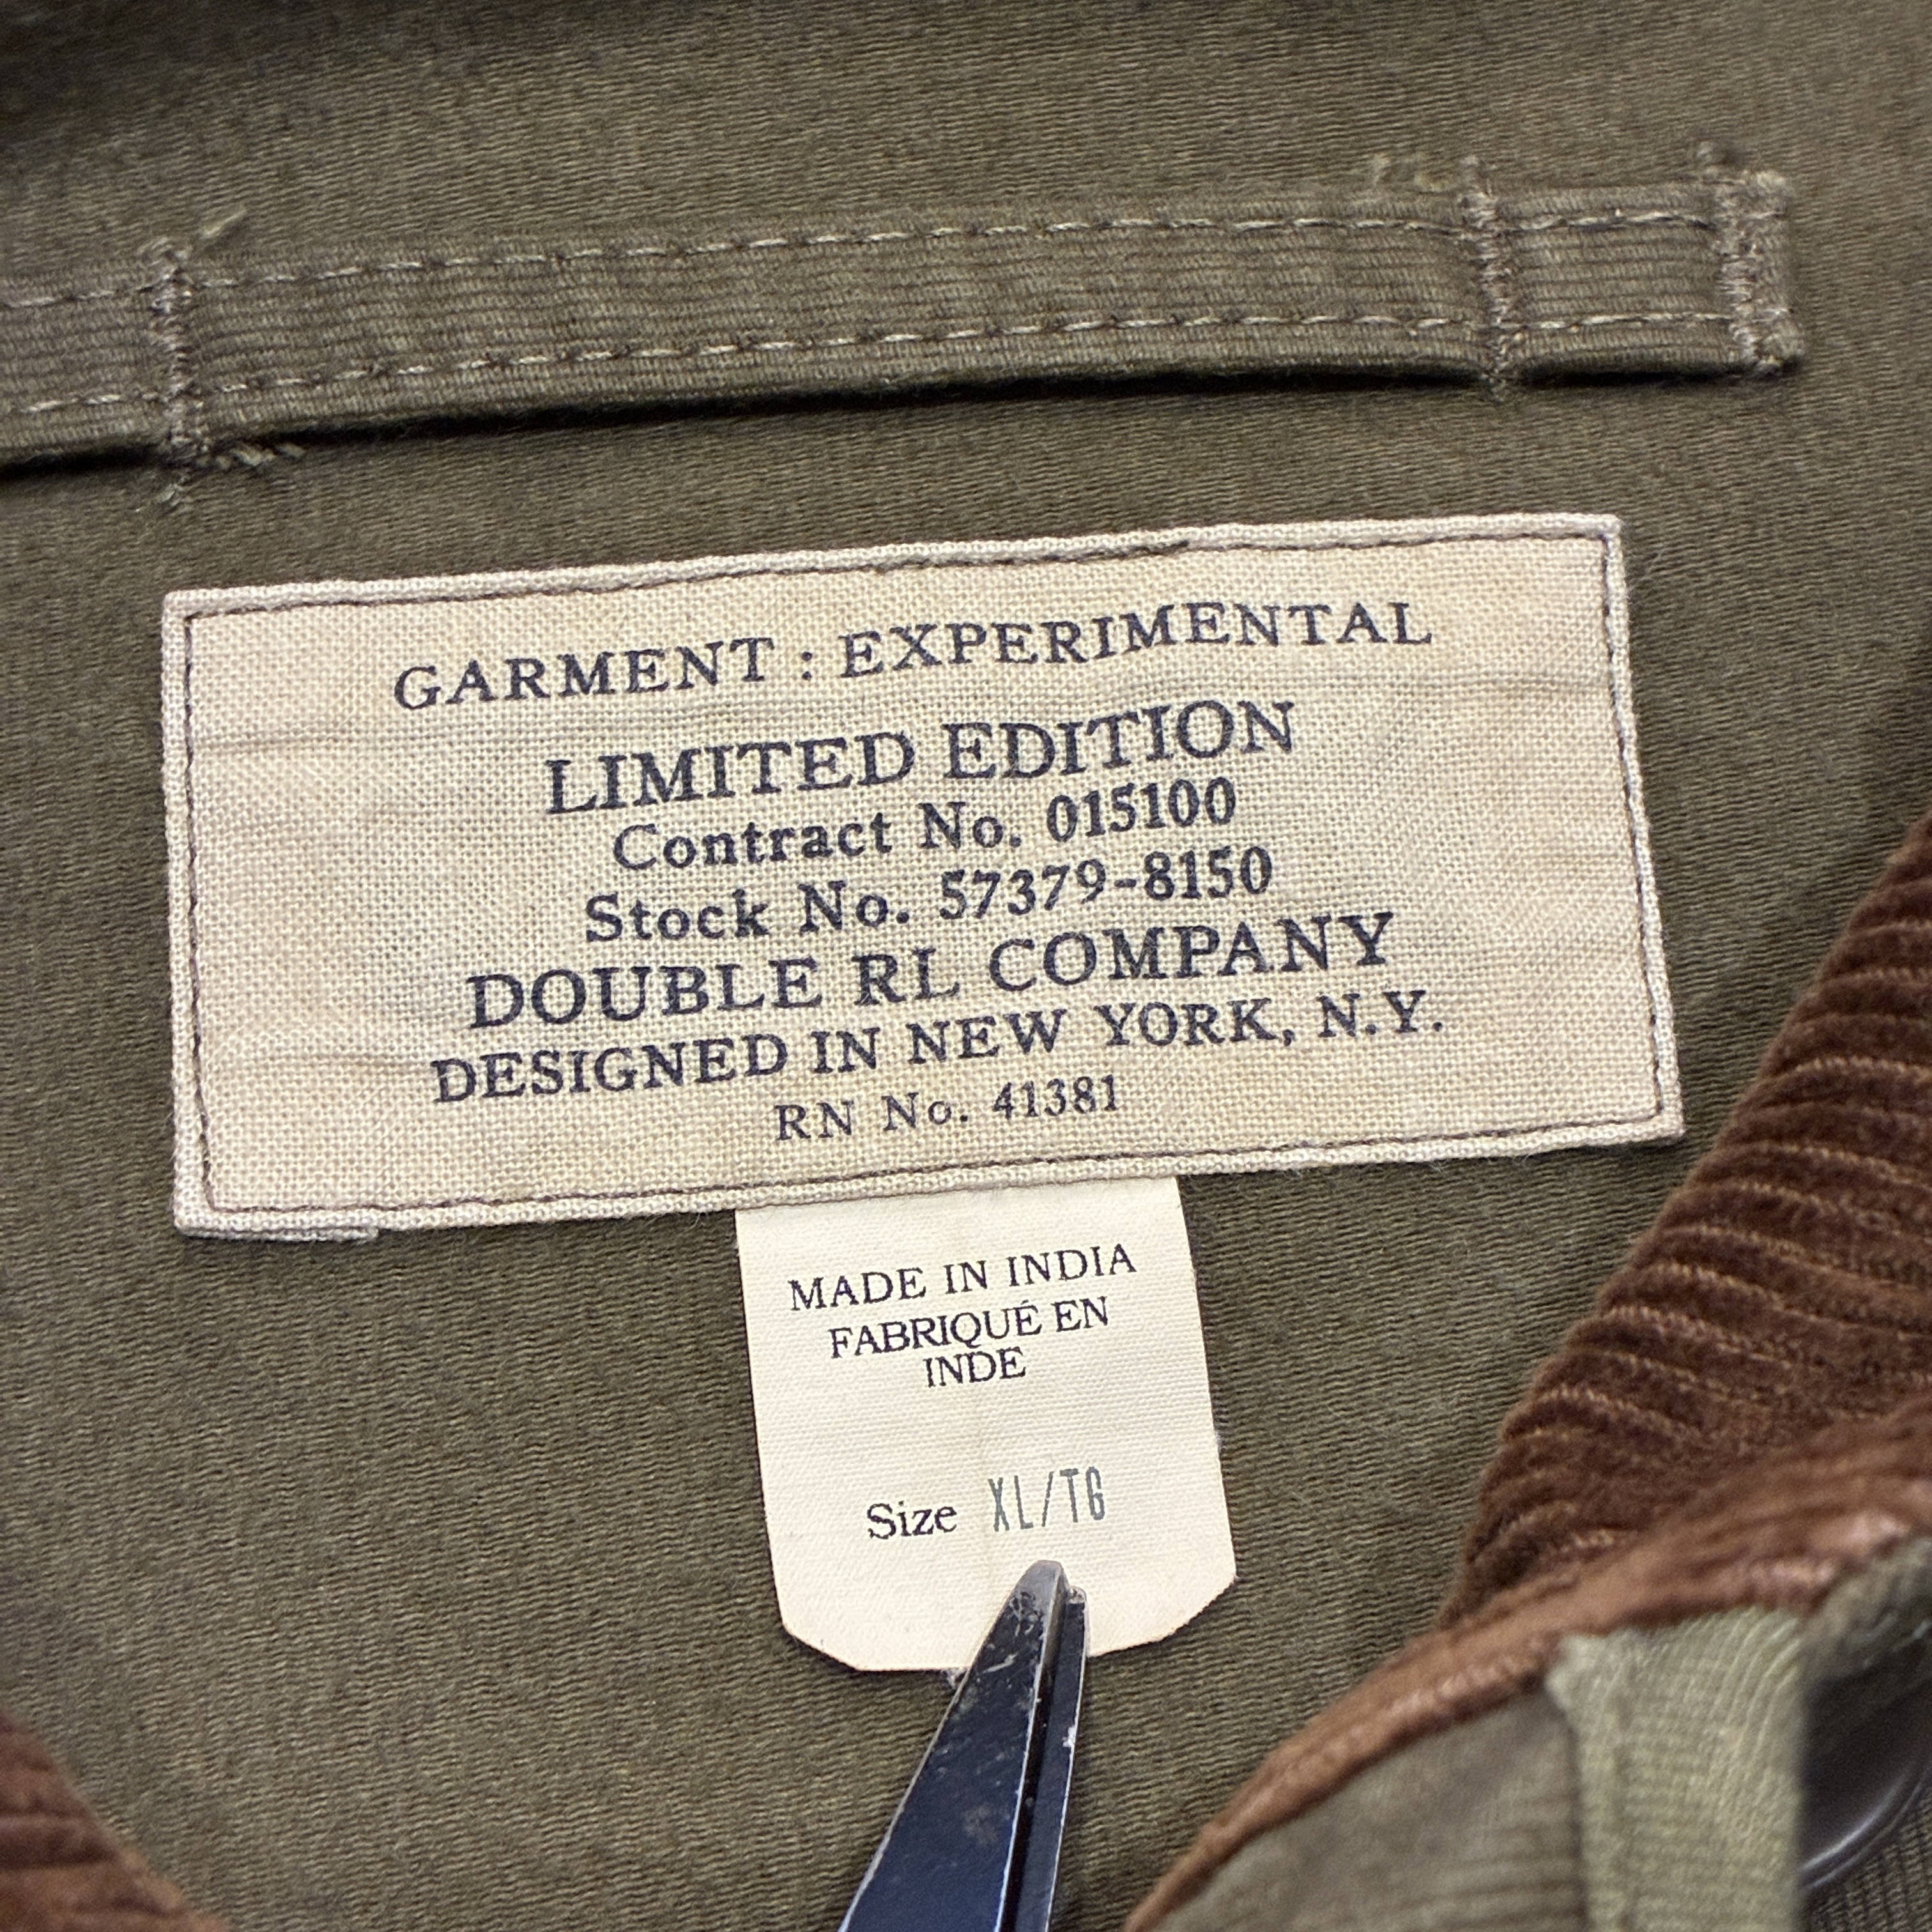 GARMENT : EXPERIMENTAL
LIMITED EDITION
Contract No. 015100
Stock No. 57379-8150
DOUBLE RL COMPANY
DESIGNED IN NEW YORK, N.Y.
RN No. 41381
MADE IN INDIA
FABRIQUÉ EN
INDE
Size XL/TG